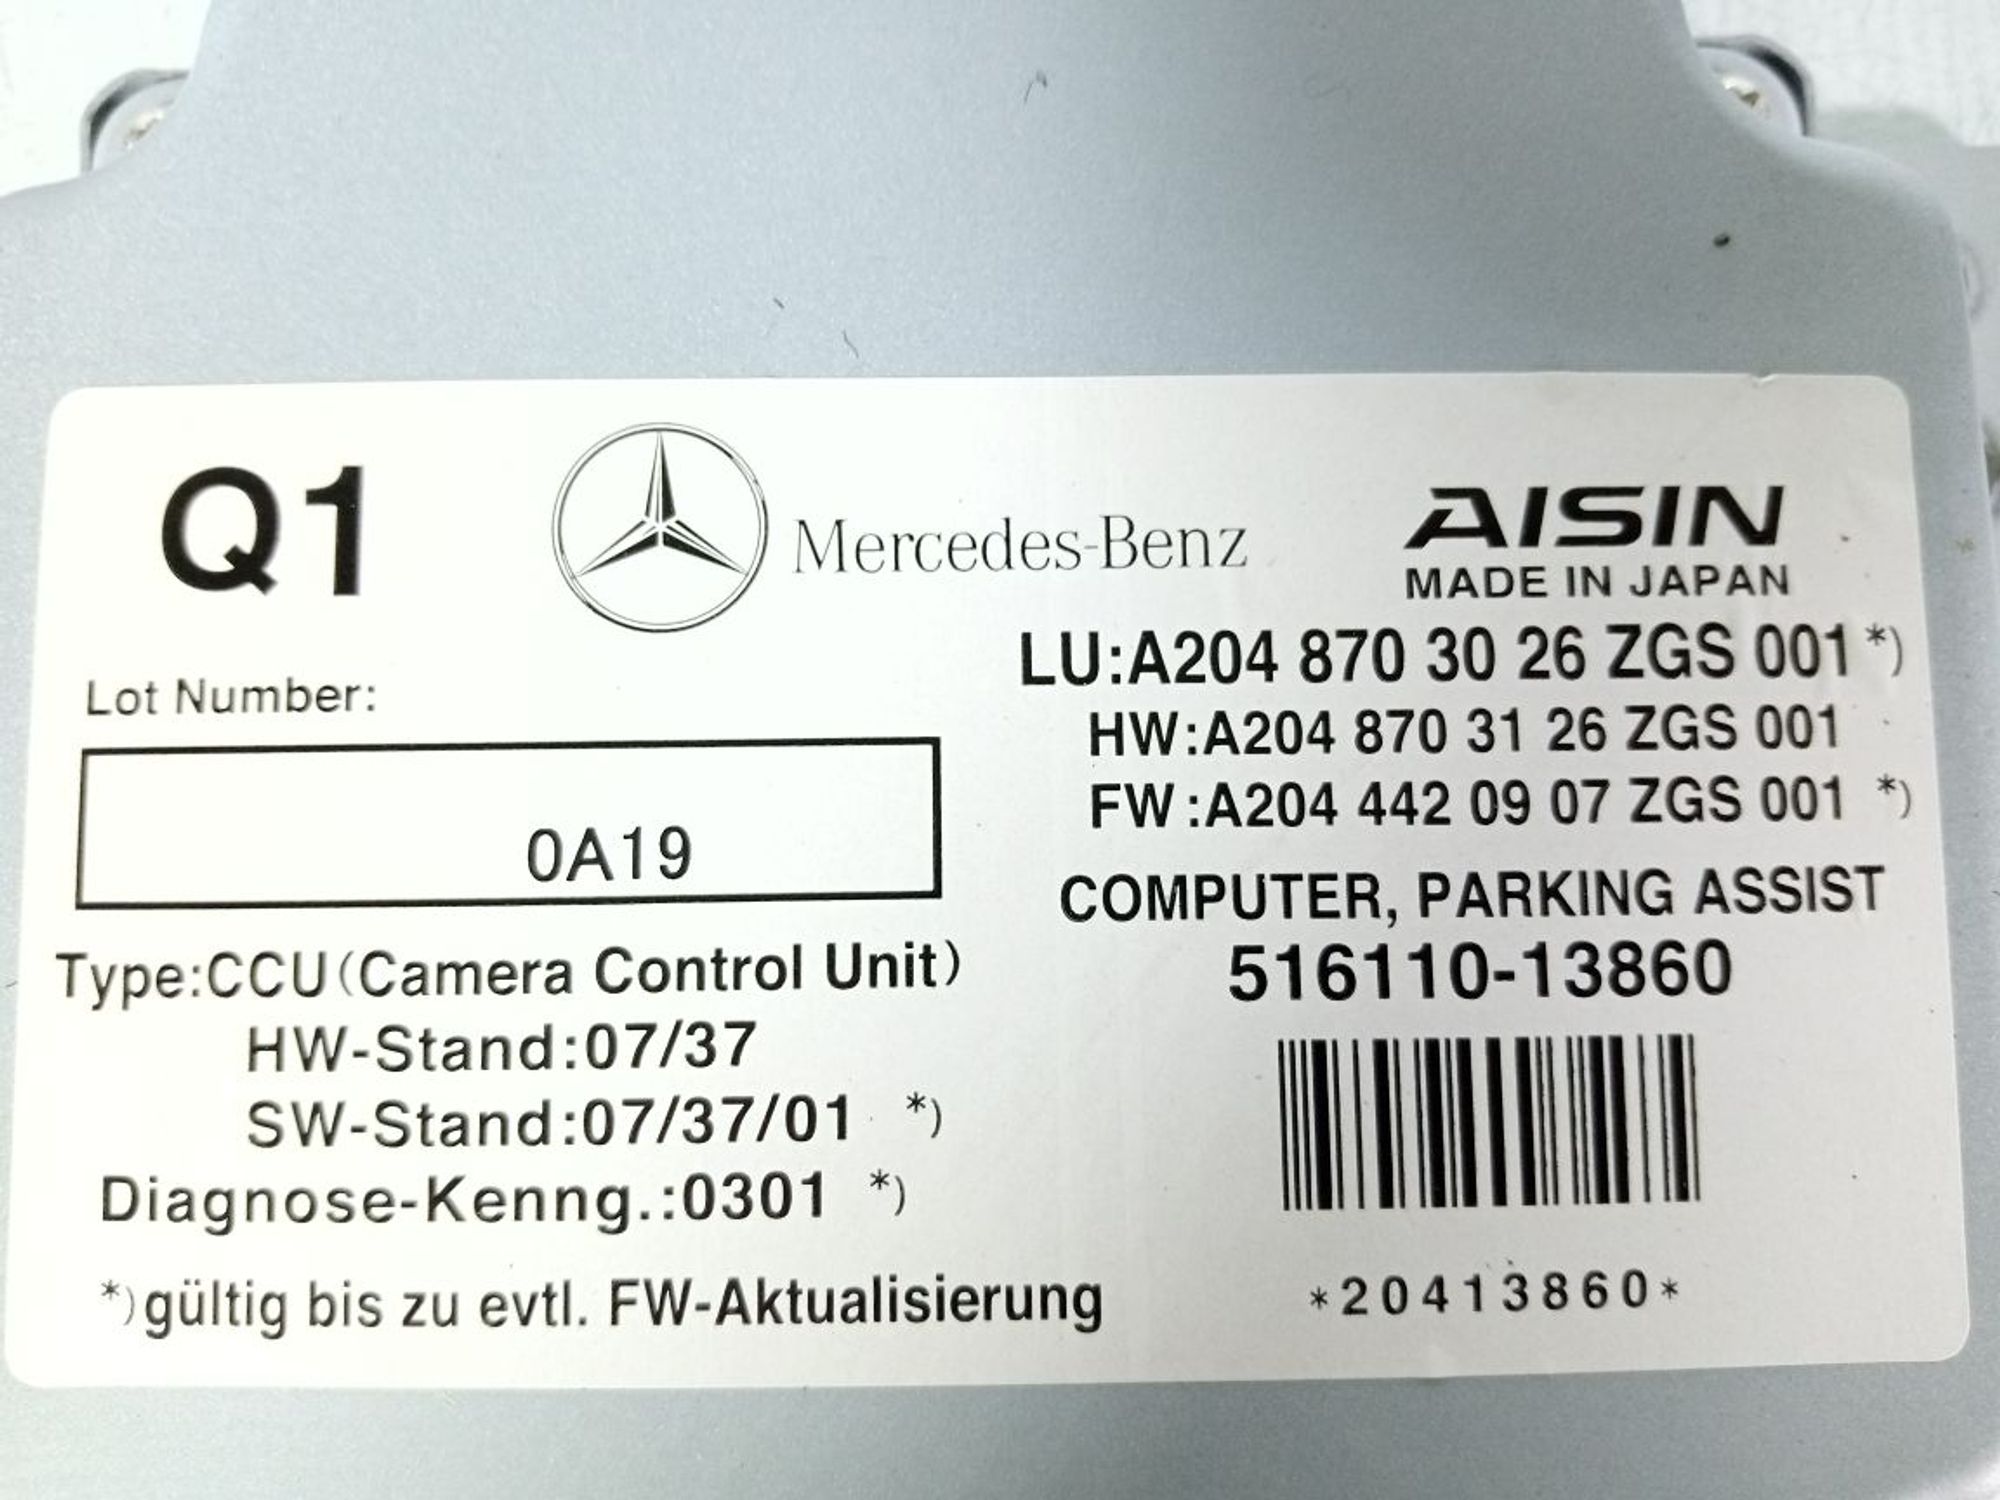 Q1
Mercedes-Benz
AISIN
MADE IN JAPAN
LU:A204 870 30 26 ZGS 001 *)
HW:A204 870 31 26 ZGS 001
FW:A204 442 09 07 ZGS 001 *)
COMPUTER, PARKING ASSIST
516110-13860
*20413860*
Lot Number:
0A19
Type:CCU(Camera Control Unit)
HW-Stand:07/37
SW-Stand:07/37/01 *)
Diagnose-Kenng.:0301 *)
*)gültig bis zu evtl. FW-Aktualisierung